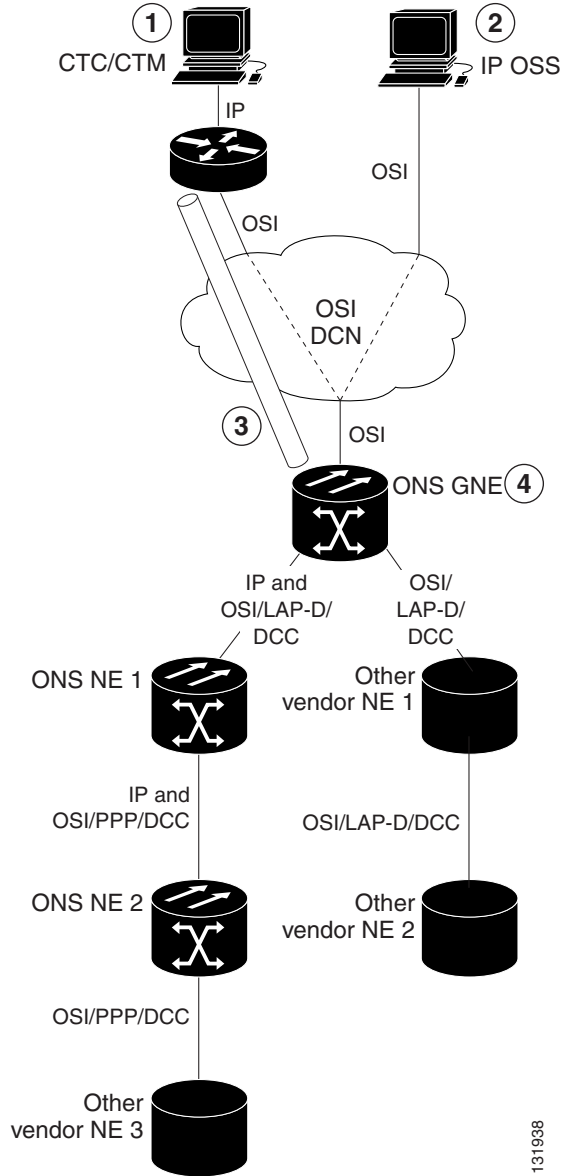 1
2
CTC/CTM
IP OSS
IP
OSI
OSI
OSI
DCN
3
OSI
ONS GNE
4
IP and
OSI/LAP-D/
DCC
OSI/
LAP-D/
DCC
ONS NE 1
Other
vendor NE 1
IP and
OSI/PPP/DCC
OSI/LAP-D/DCC
ONS NE 2
Other
vendor NE 2
OSI/PPP/DCC
Other
vendor NE 3
131938